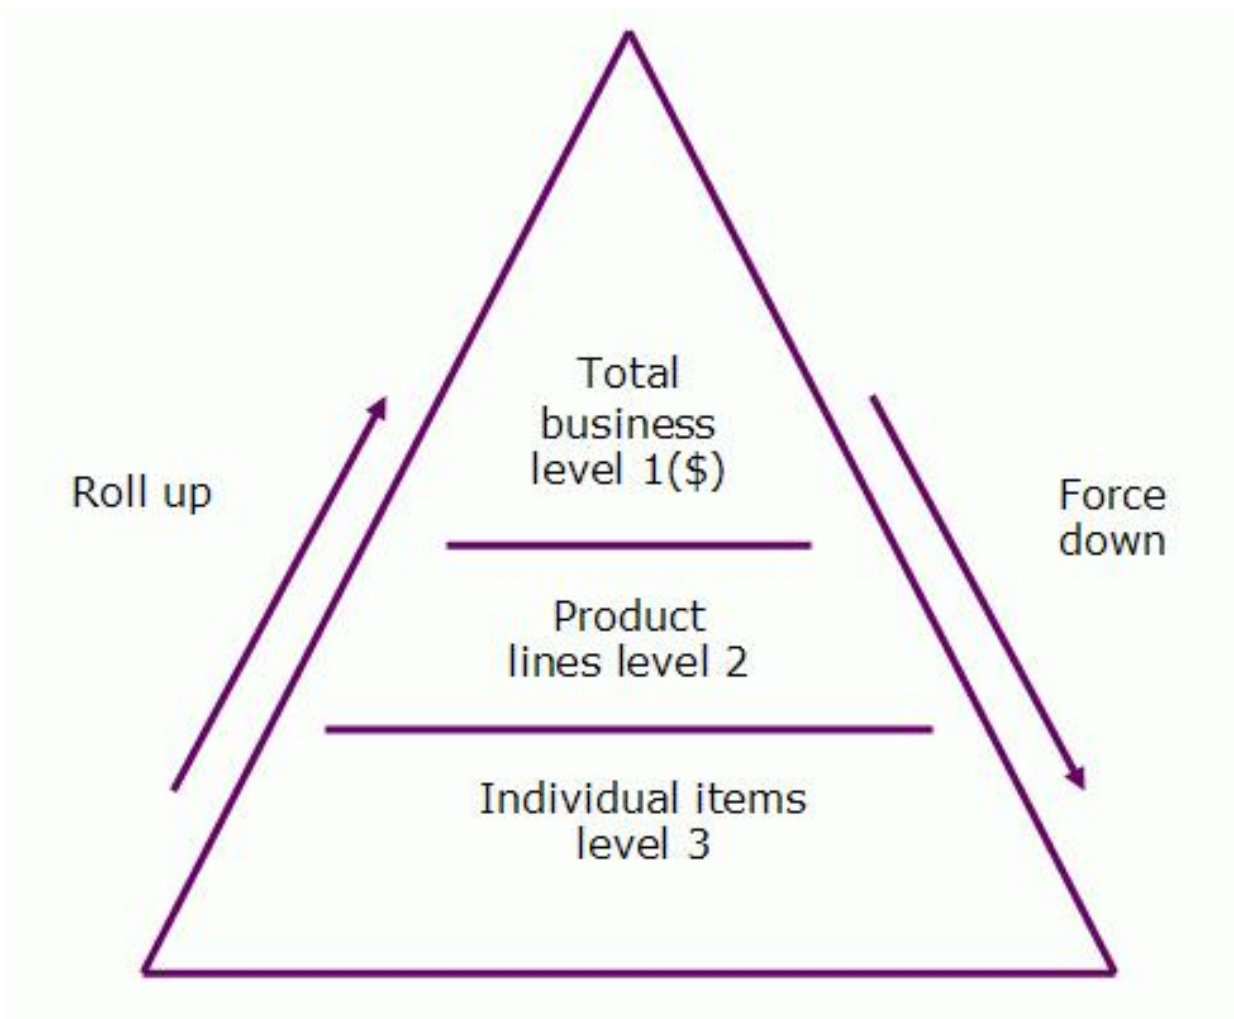 Total
business
level 1($)
Roll up
Force
down
Product
lines level 2
Individual items
level 3